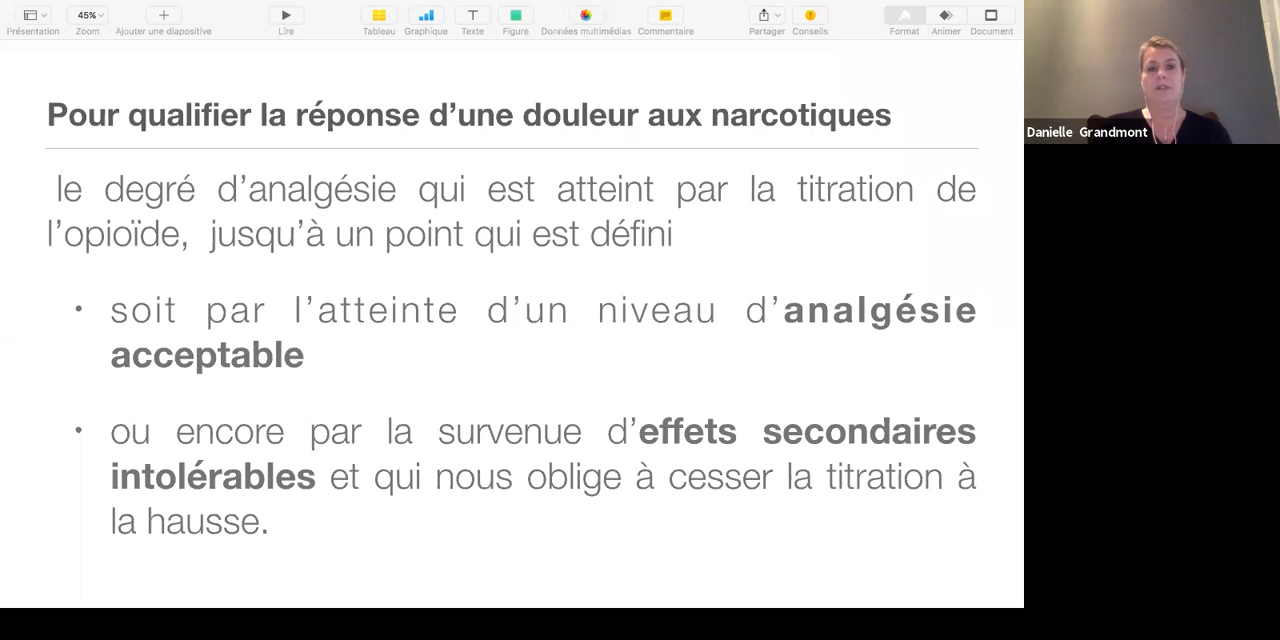 45%
Présentation
Zoom
Ajouter une diapositive
Lire
Tableau
Graphique
Texte
Figure
Données multimédias
Commentaire
Partager
Conseils
Format
Animer
Document
Danielle Grandmont
Pour qualifier la réponse d’une douleur aux narcotiques
le degré d’analgésie qui est atteint par la titration de
l’opioïde, jusqu’à un point qui est défini
• soit par l’atteinte d’un niveau d’analgésie
acceptable
• ou encore par la survenue d’effets secondaires
intolérables et qui nous oblige à cesser la titration à
la hausse.